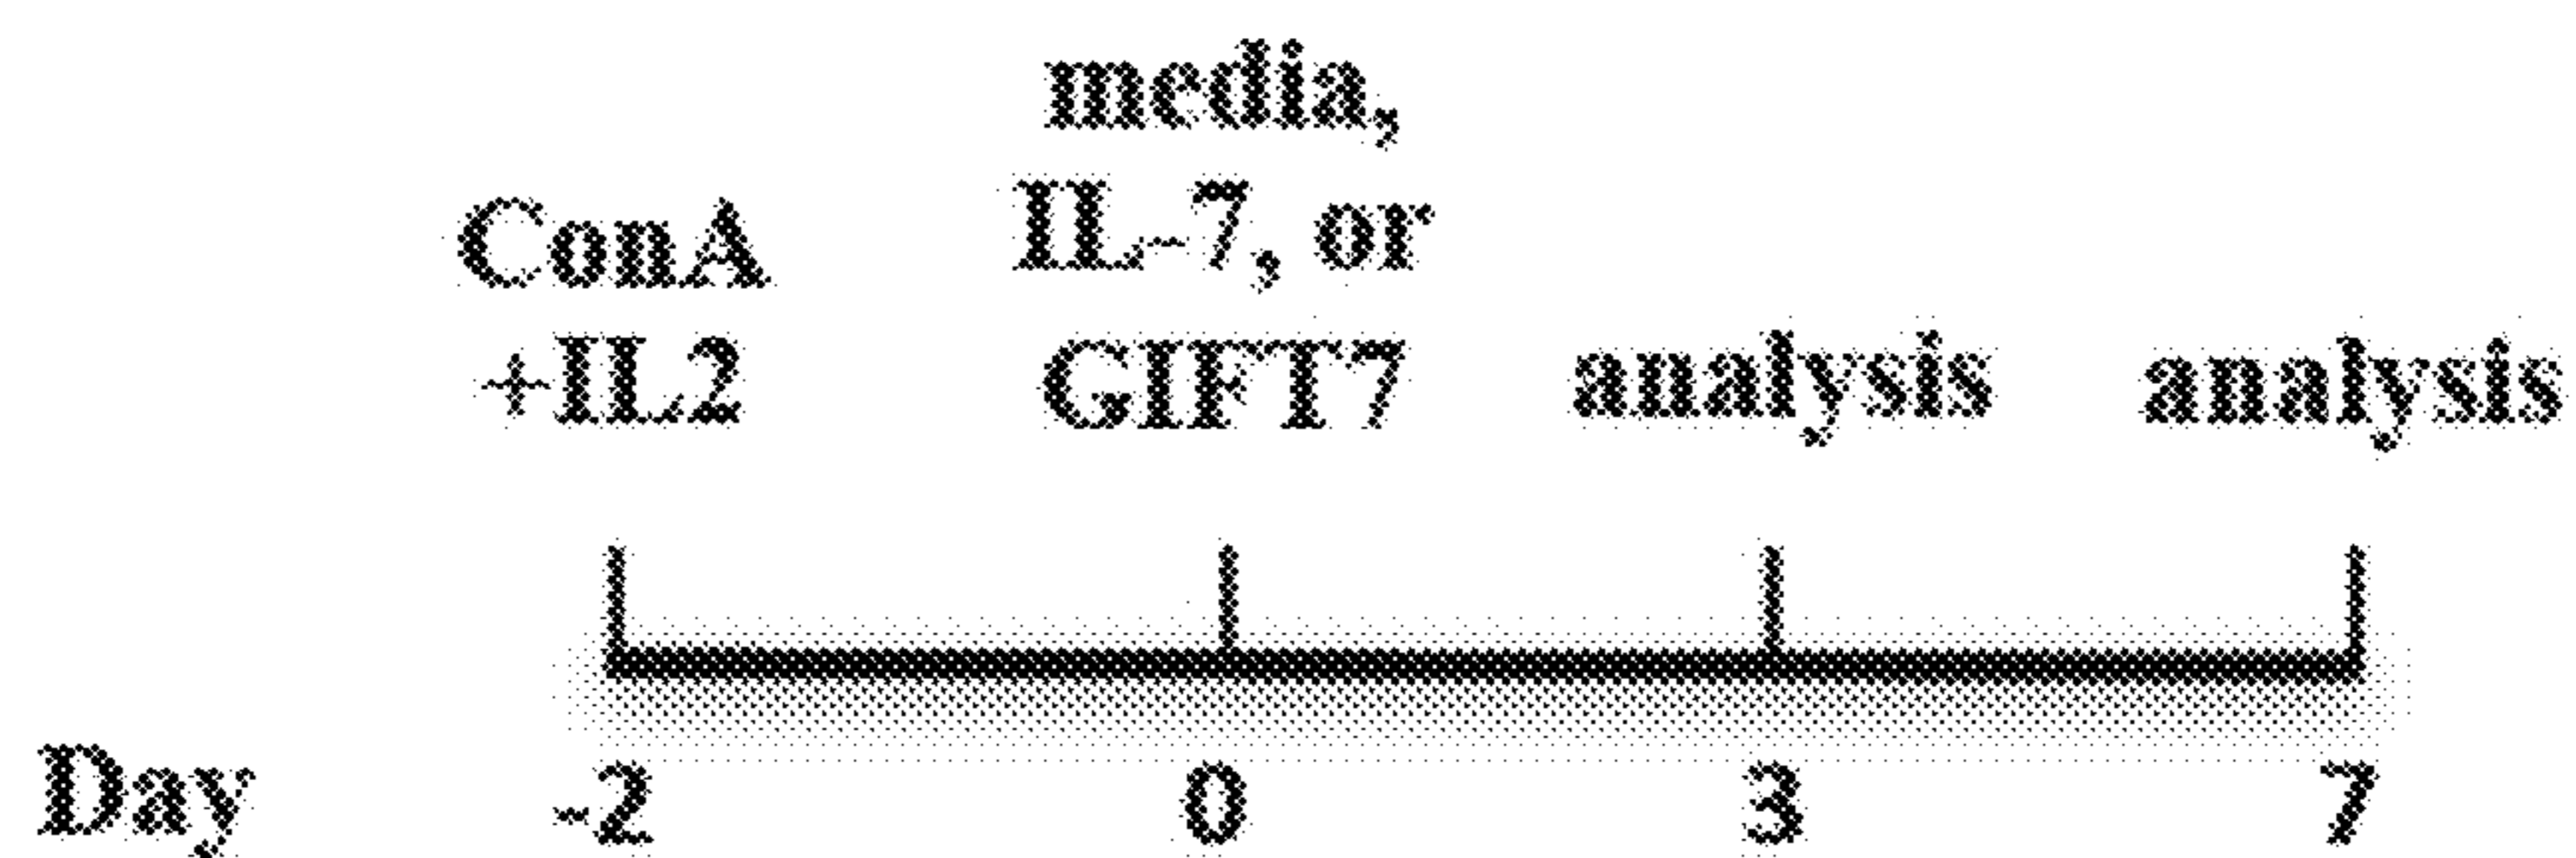 media,
ConA IL-7, or
+IL2 GIFT7 analysis analysis
Day -2 0 3 7